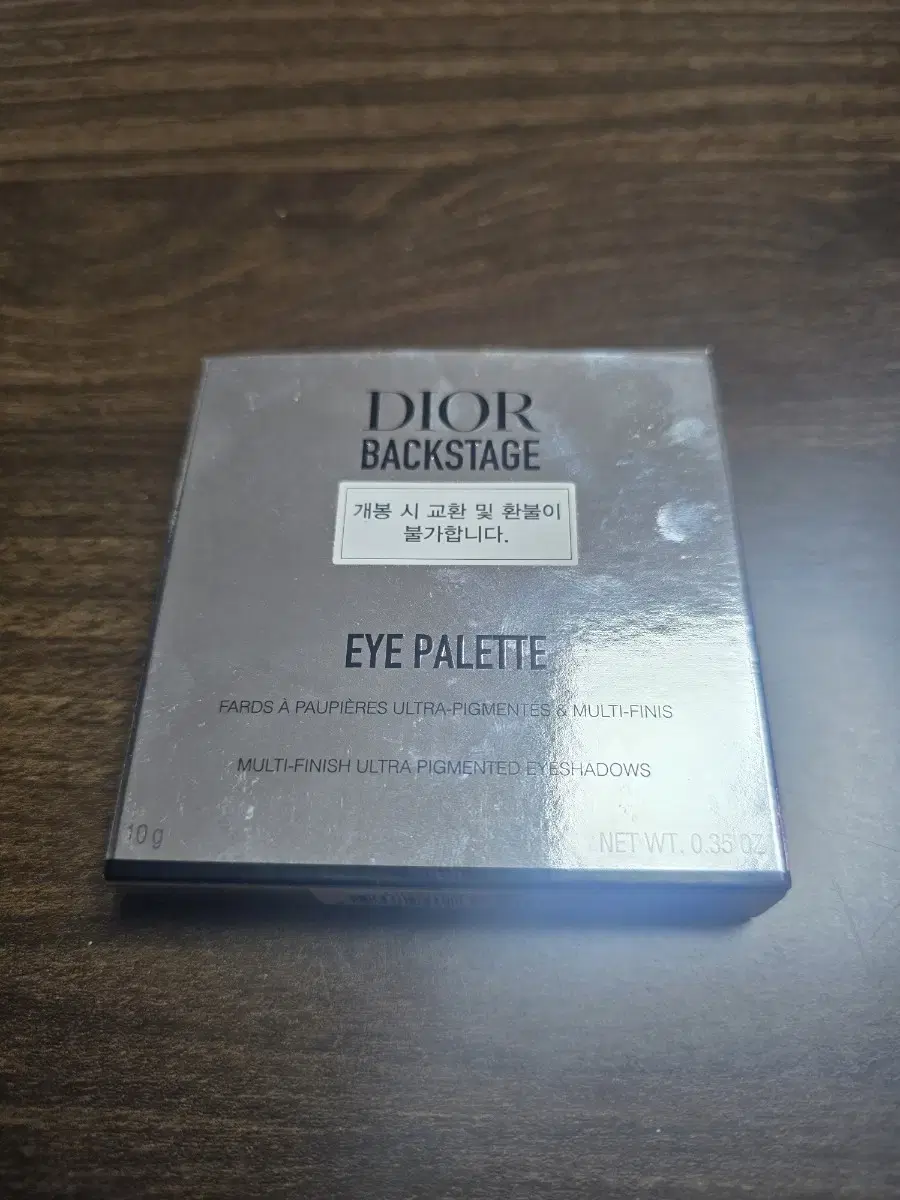 DIOR
BACKSTAGE
개봉 시 교환 및 환불이
불가합니다.
EYE PALETTE
FARDS À PAUPIÈRES ULTRA-PIGMENTÉS & MULTI-FINIS
MULTI-FINISH ULTRA PIGMENTED EYESHADOWS
10 g
NET WT. 0.35 OZ